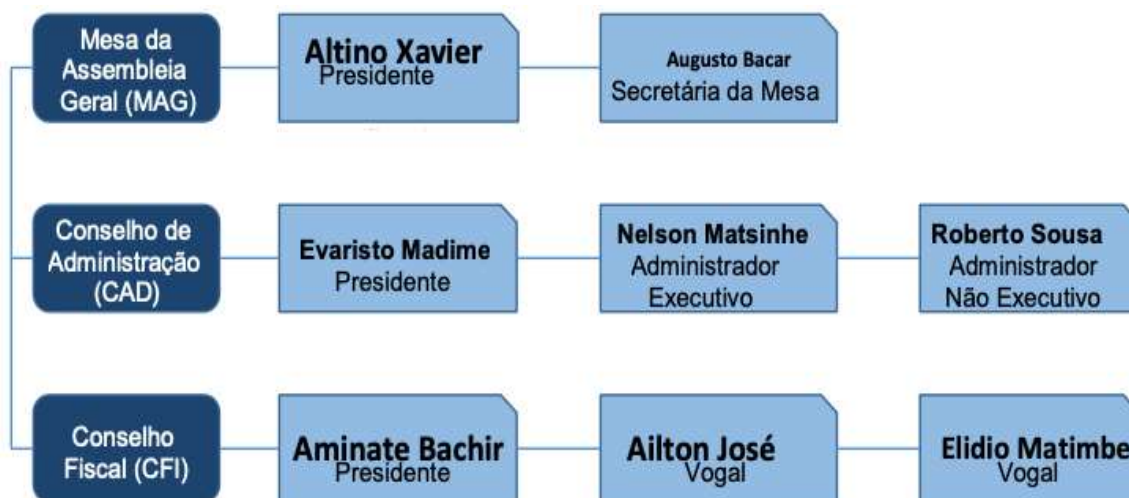 Mesa da
Assembleia
Geral (MAG)
Altino Xavier
Presidente
Augusto Bacar
Secretária da Mesa
Conselho de
Administração
(CAD)
Evaristo Madime
Presidente
Nelson Matsinhe
Administrador
Executivo
Roberto Sousa
Administrador
Não Executivo
Conselho
Fiscal (CFI)
Aminate Bachir
Presidente
Ailton José
Vogal
Elidio Matimbe
Vogal